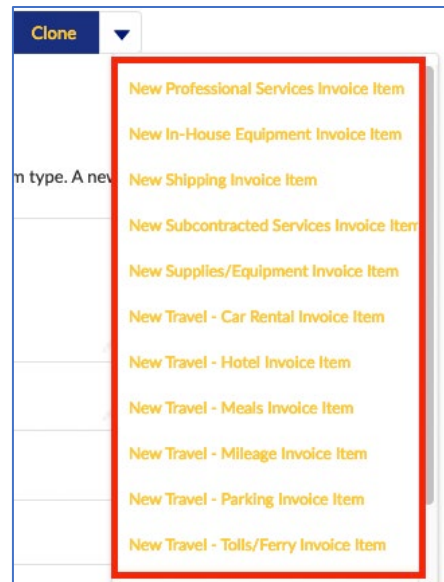 Clone
m type. A nev
New Professional Services Invoice Item
New In-House Equipment Invoice Item
New Shipping Invoice Item
New Subcontracted Services Invoice Item
New Supplies/Equipment Invoice Item
New Travel - Car Rental Invoice Item
New Travel - Hotel Invoice Item
New Travel - Meals Invoice Item
New Travel - Mileage Invoice Item
New Travel - Parking Invoice Item
New Travel - Tolls/Ferry Invoice Item